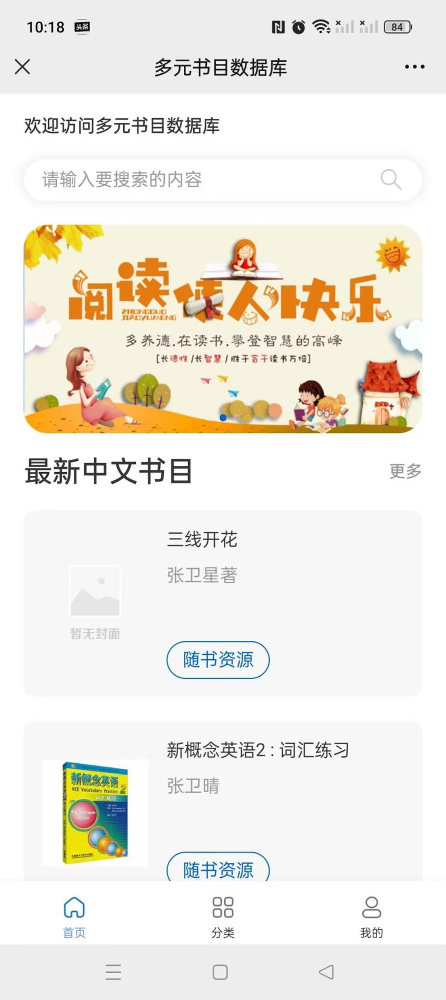 10:18 头条 84
多元书目数据库
欢迎访问多元书目数据库
请输入要搜索的内容
阅读使人快乐
ZHONGGUO
JIAOYUMENG
多养德.在读书.攀登智慧的高峰
[长德性/长智慧/胜于盲于读书万倍]
最新中文书目 更多
三线开花
张卫星著
暂无封面
随书资源
新概念英语2:词汇练习
张卫晴
新概念英语2
NCE Vocabulary Practice
词汇练习
随书资源
首页 分类 我的